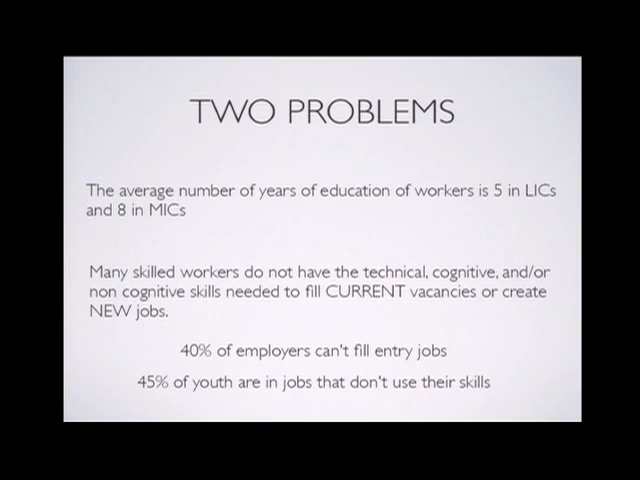 TWO PROBLEMS
The average number of years of education of workers is 5 in LICs
and 8 in MICs
Many skilled workers do not have the technical, cognitive, and/or
non cognitive skills needed to fill CURRENT vacancies or create
NEW jobs.
40% of employers can't fill entry jobs
45% of youth are in jobs that don't use their skills